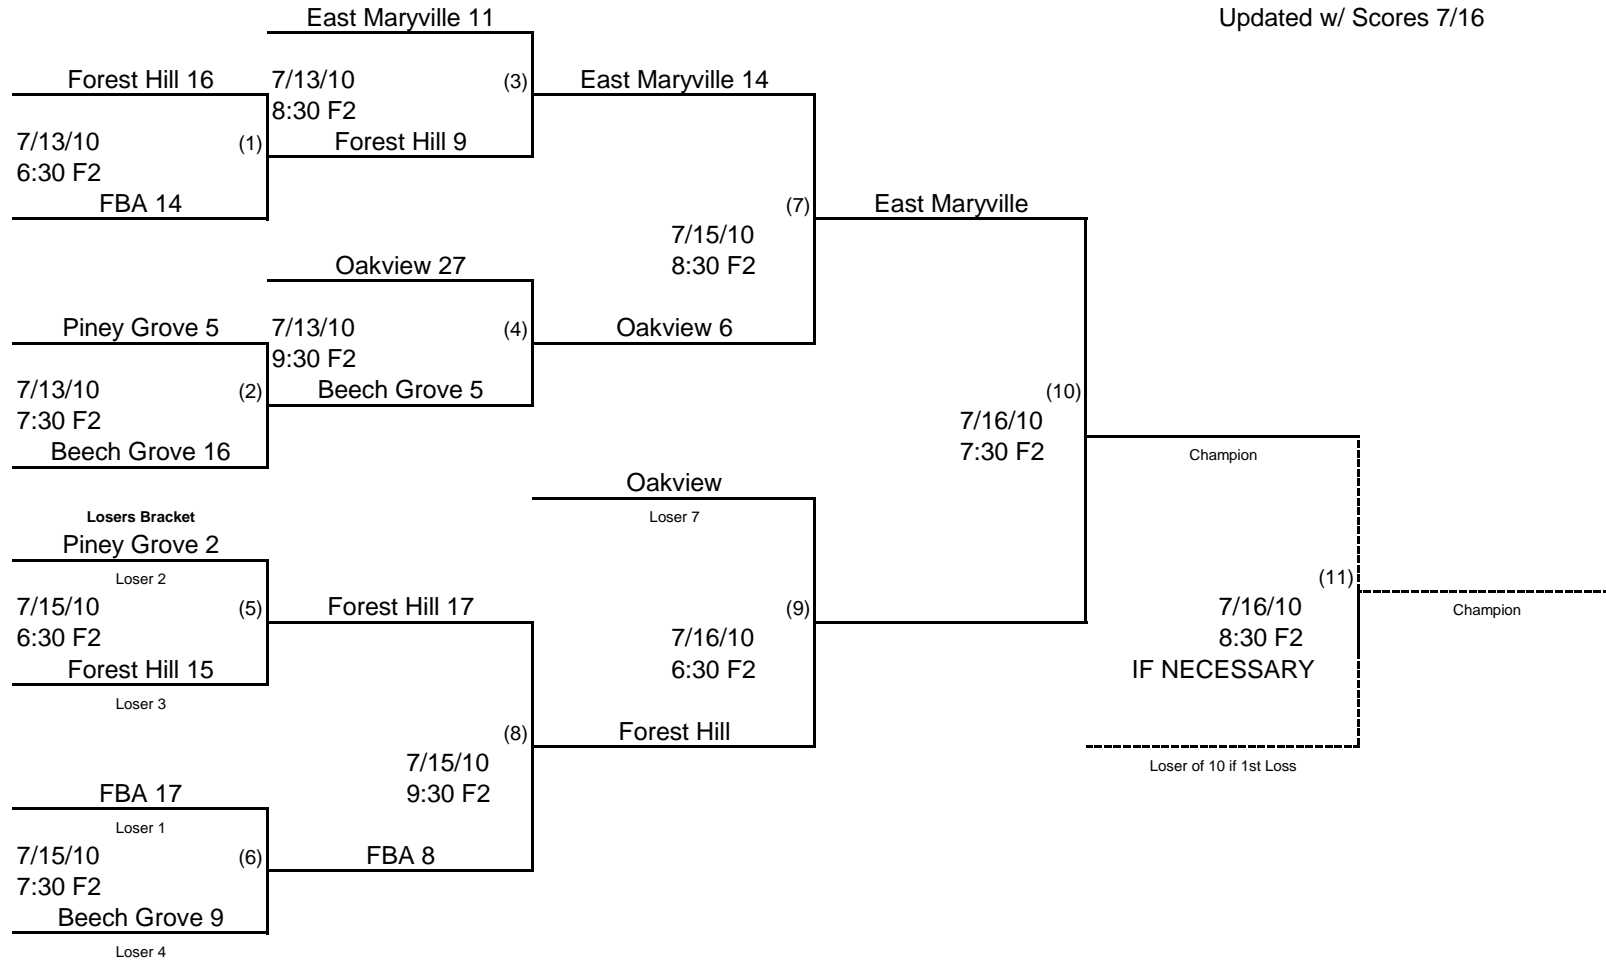 East Maryville 11
Updated w/ Scores 7/16
Forest Hill 16
7/13/10
(3)
East Maryville 14
8:30 F2
7/13/10
(1)
Forest Hill 9
6:30 F2
FBA 14
(7)
East Maryville
7/15/10
Oakview 27
8:30 F2
Piney Grove 5
7/13/10
(4)
Oakview 6
9:30 F2
7/13/10
(2)
Beech Grove 5
(10)
7:30 F2
7/16/10
Beech Grove 16
7:30 F2
Champion
Oakview
Losers Bracket
Loser 7
Piney Grove 2
Loser 2
(11)
7/15/10
(5)
Forest Hill 17
(9)
7/16/10
Champion
6:30 F2
7/16/10
8:30 F2
Forest Hill 15
6:30 F2
IF NECESSARY
Loser 3
(8)
Forest Hill
7/15/10
Loser of 10 if 1st Loss
FBA 17
9:30 F2
Loser 1
7/15/10
(6)
FBA 8
7:30 F2
Beech Grove 9
Loser 4